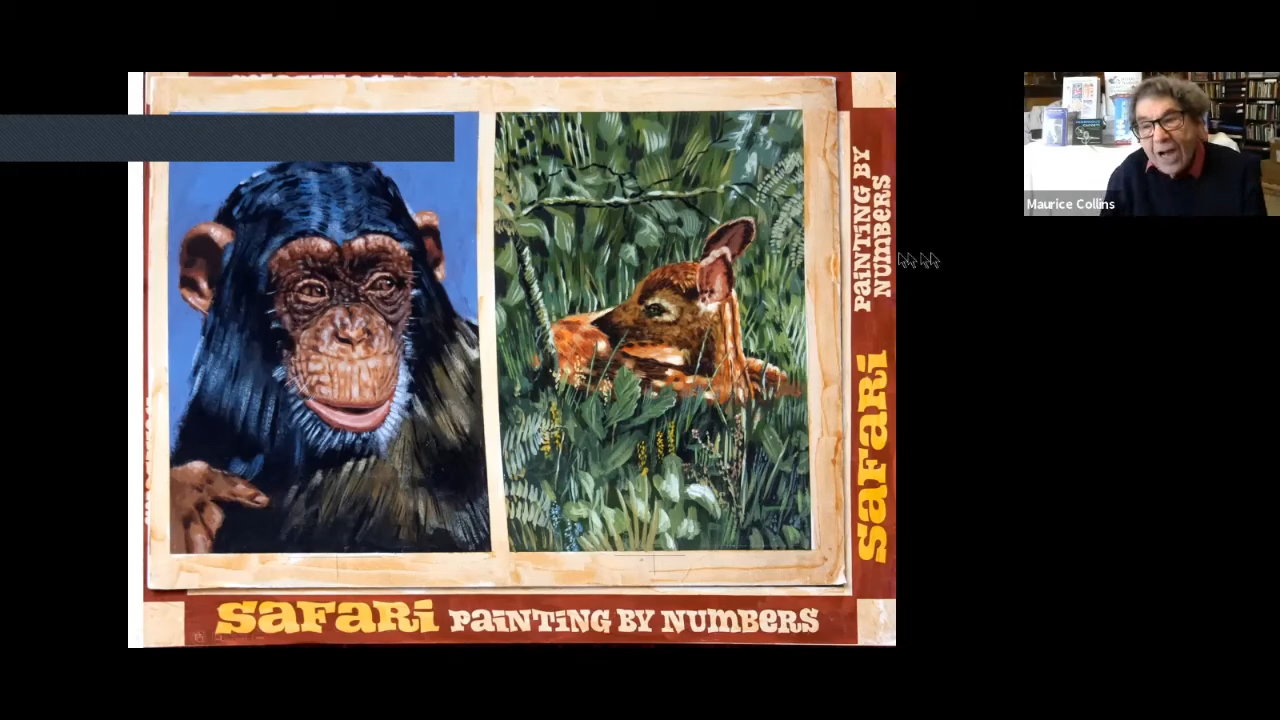 Maurice Collins
PAINTING BY
NUMBERS
SAFARI
SAFARI PAINTING BY NUMBERS